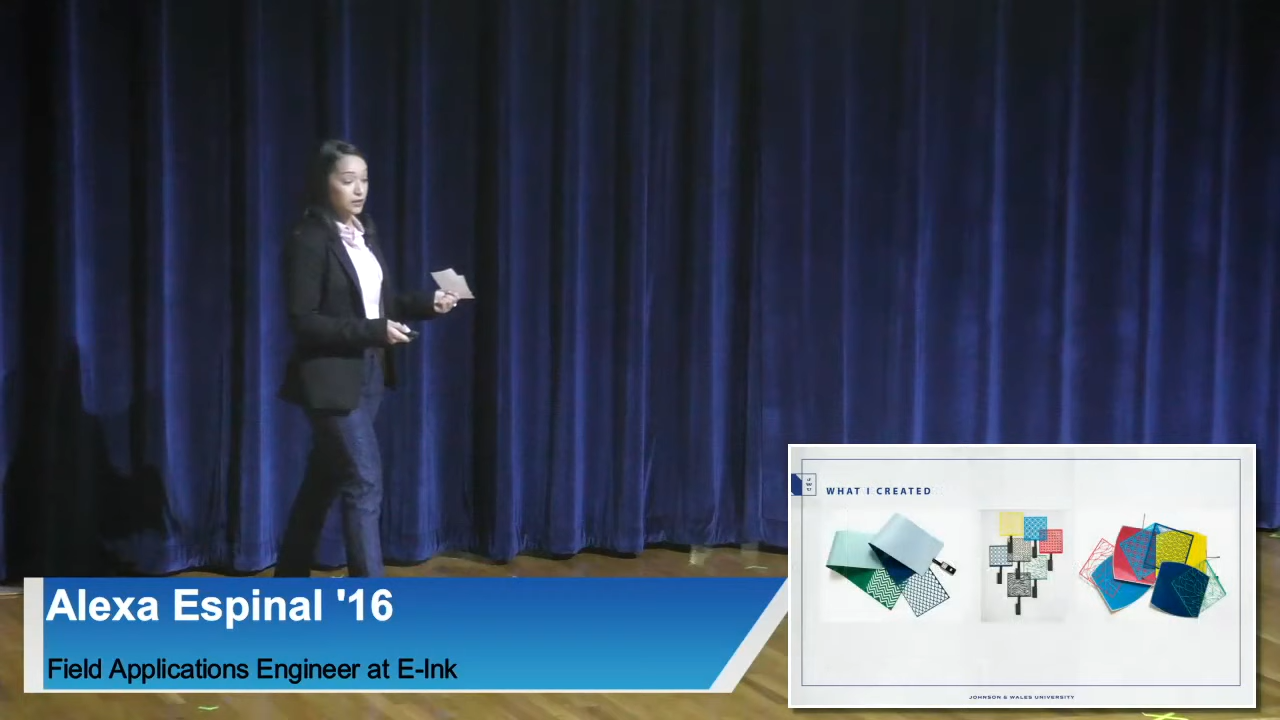 Alexa Espinal '16
Field Applications Engineer at E-Ink
WHAT I CREATED
JOHNSON & WALES UNIVERSITY